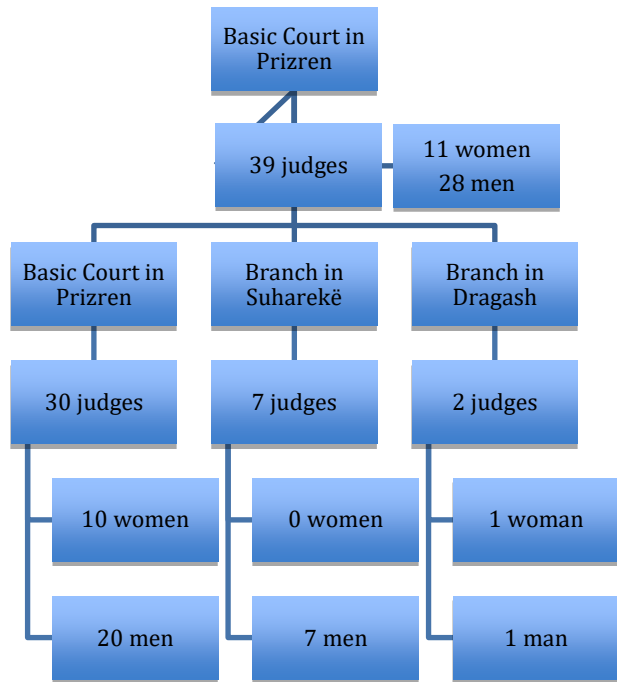 Basic Court in
Prizren
39 judges
11 women
28 men
Basic Court in
Prizren
Branch in
Suharekë
Branch in
Dragash
30 judges
7 judges
2 judges
10 women
0 women
1 woman
20 men
7 men
1 man